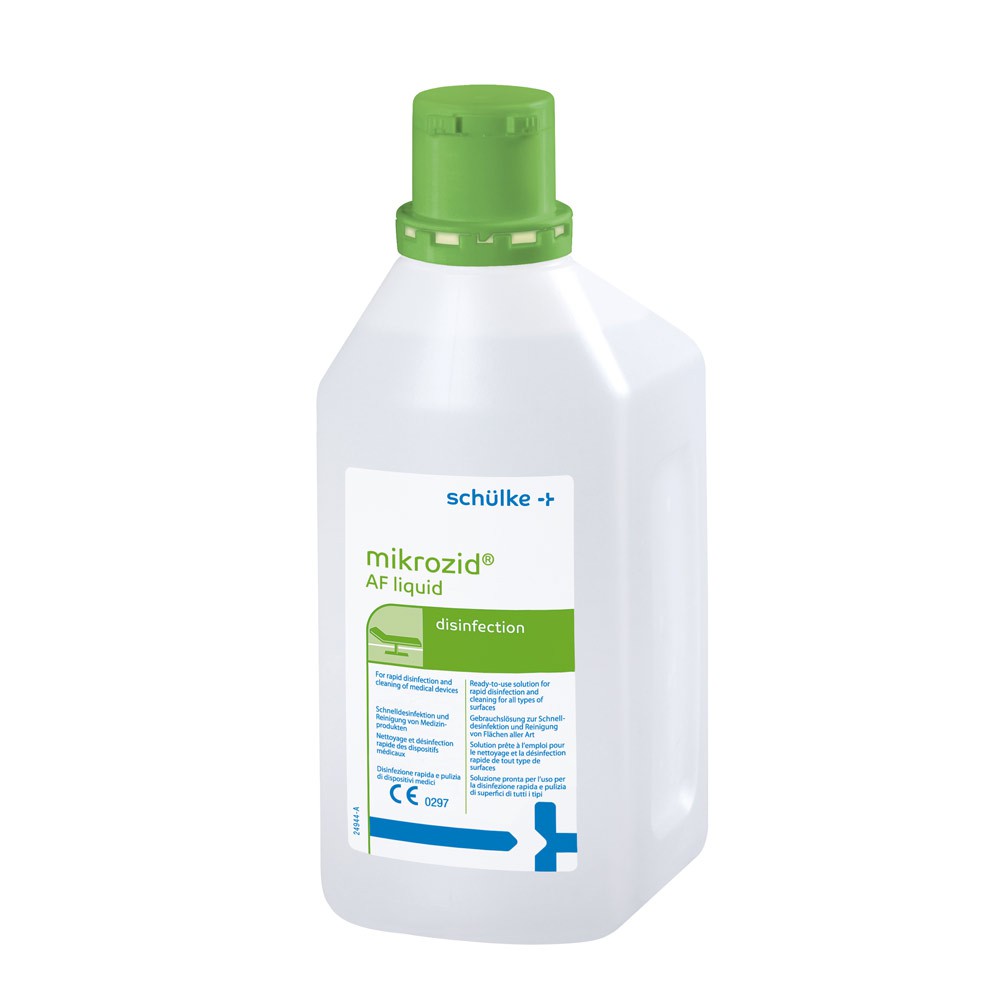 schülke -+
mikrozid®
AF liquid
disinfection
For rapid disinfection and
cleaning of medical devices
Schnelldesinfektion und
Reinigung von Medizin-
produkten
Nettoyage et désinfection
rapide des dispositifs
médicaux
Disinfezione rapida e pulizia
di dispositivi medici
CE 0297
Ready-to-use solution for
rapid disinfection and
cleaning for all types of
surfaces
Gebrauchslösung zur Schnell-
desinfektion und Reinigung
von Flächen aller Art
Solution prête à l'emploi pour
le nettoyage et la désinfection
rapide de tout type de
surfaces
Soluzione pronta per l'uso per
la disinfezione rapida e pulizia
di superfici di tutti i tipi
24944-A